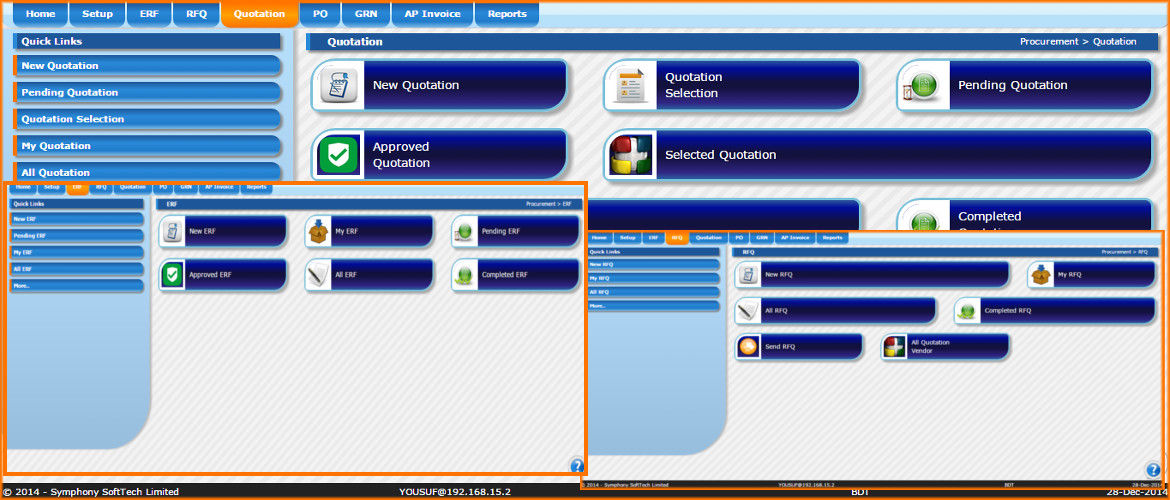 Home Setup ERF RFQ Quotation PO GRN AP Invoice Reports
Quick Links
New Quotation
Pending Quotation
Quotation Selection
My Quotation
All Quotation
Quotation
Procurement > Quotation
New Quotation
Quotation
Selection
Pending Quotation
Approved
Quotation
Selected Quotation
Completed
Home Setup ERF RFQ Quotation PO GRN AP Invoice Reports
Quick Links
New ERF
Pending ERF
My ERF
All ERF
More..
ERF
Procurement > ERF
New ERF
My ERF
Pending ERF
Approved ERF
All ERF
Completed ERF
Home Setup ERF RFQ Quotation PO GRN AP Invoice Reports
Quick Links
New RFQ
My RFQ
All RFQ
More..
RFQ
Procurement > RFQ
New RFQ
My RFQ
All RFQ
Completed RFQ
Send RFQ
All Quotation
Vendor
2014 - Symphony SoftTech Limited
YOUSUF@192.168.15.2
BDT
28-Dec-2014
© 2014 - Symphony SoftTech Limited
YOUSUF@192.168.15.2
BDT
28-Dec-2014